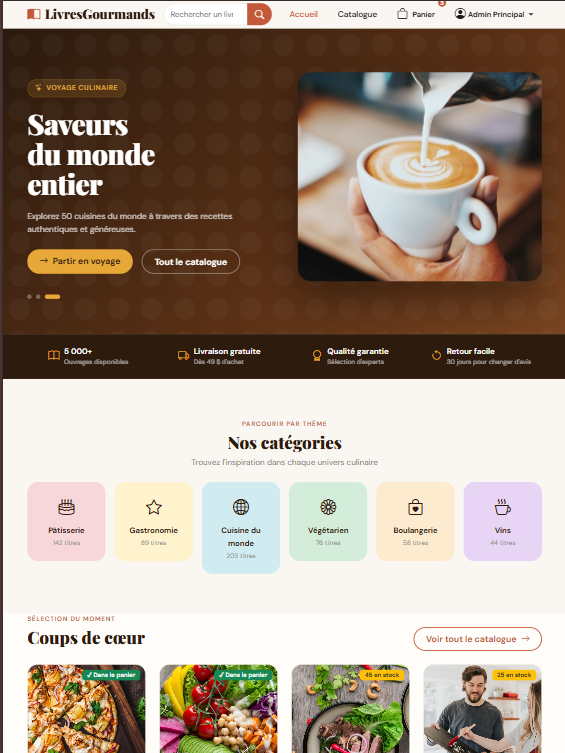 LivresGourmands
Rechercher un livr
Accueil
Catalogue
Panier
Admin Principal
VOYAGE CULINAIRE
Saveurs
du monde
entier
Explorez 50 cuisines du monde à travers des recettes
authentiques et généreuses.
→ Partir en voyage
Tout le catalogue
5 000+
Ouvrages disponibles
Livraison gratuite
Dès 49 $ d'achat
Qualité garantie
Sélection d'experts
Retour facile
30 jours pour changer d'avis
PARCOURIR PAR THÈME
Nos catégories
Trouvez l'inspiration dans chaque univers culinaire
Pâtisserie
142 titres
Gastronomie
89 titres
Cuisine du
monde
203 titres
Végétarien
76 titres
Boulangerie
58 titres
Vins
44 titres
SÉLECTION DU MOMENT
Coups de cœur
Voir tout le catalogue →
✓ Dans le panier
✓ Dans le panier
45 en stock
25 en stock